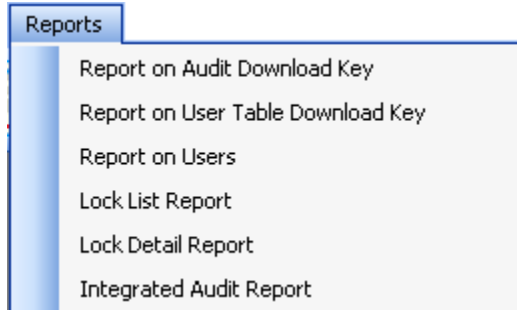 Reports
Report on Audit Download Key
Report on User Table Download Key
Report on Users
Lock List Report
Lock Detail Report
Integrated Audit Report